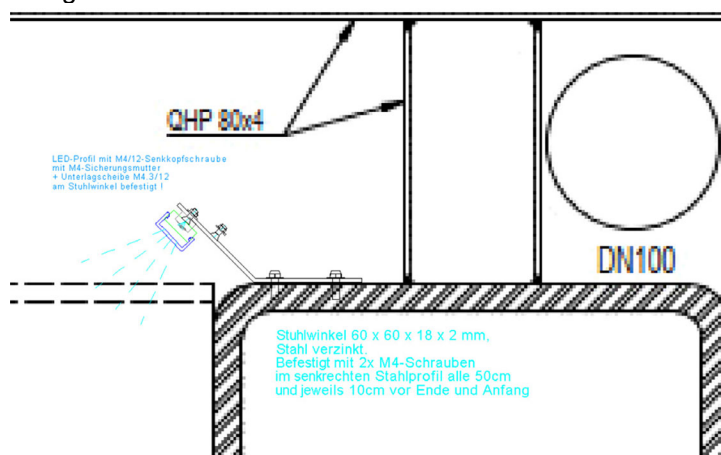 QHP 80x4
LED-Profil mit M4/12-Senkkopfschraube
mit M4-Sicherungsmutter
+ Unterlagscheibe M4.3/12
am Stuhlwinkel befestigt !
DN100
Stuhlwinkel 60 x 60 x 18 x 2 mm,
Stahl verzinkt.
Befestigt mit 2x M4-Schrauben
im senkrechten Stahlprofil alle 50cm
und jeweils 10cm vor Ende und Anfang